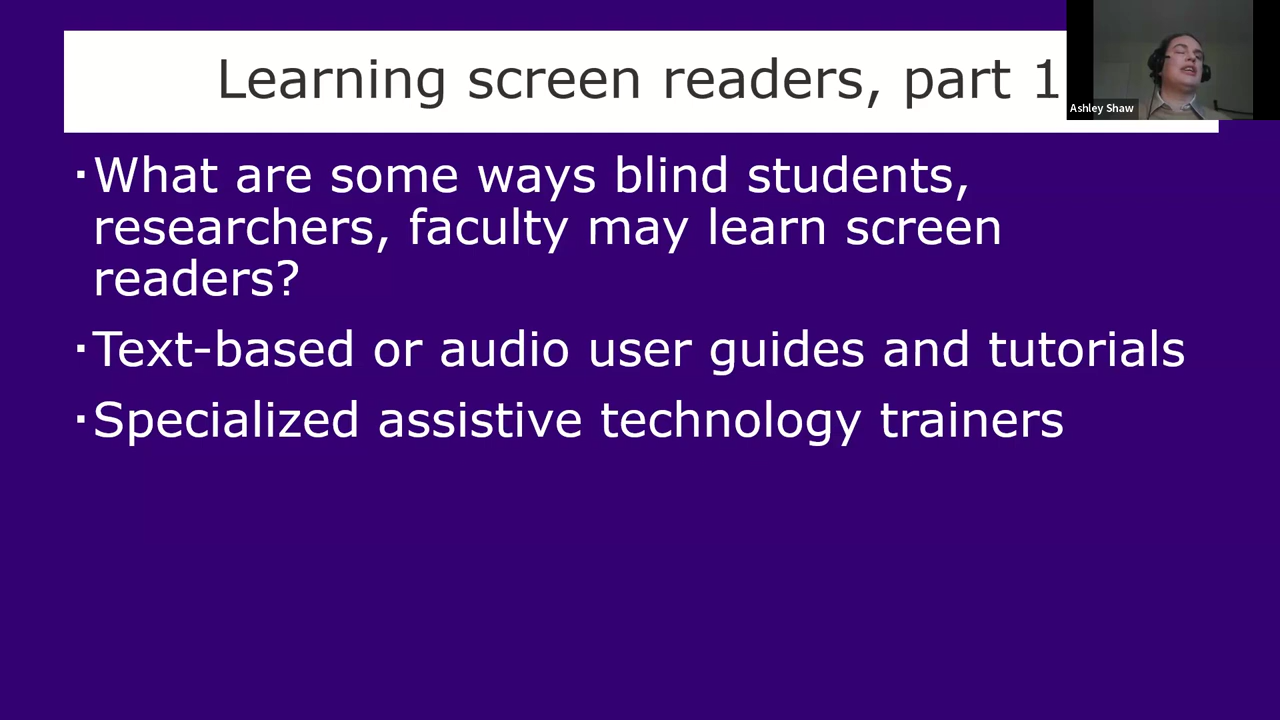 Learning screen readers, part 1
Ashley Shaw
▪What are some ways blind students,
researchers, faculty may learn screen
readers?
▪Text-based or audio user guides and tutorials
▪Specialized assistive technology trainers